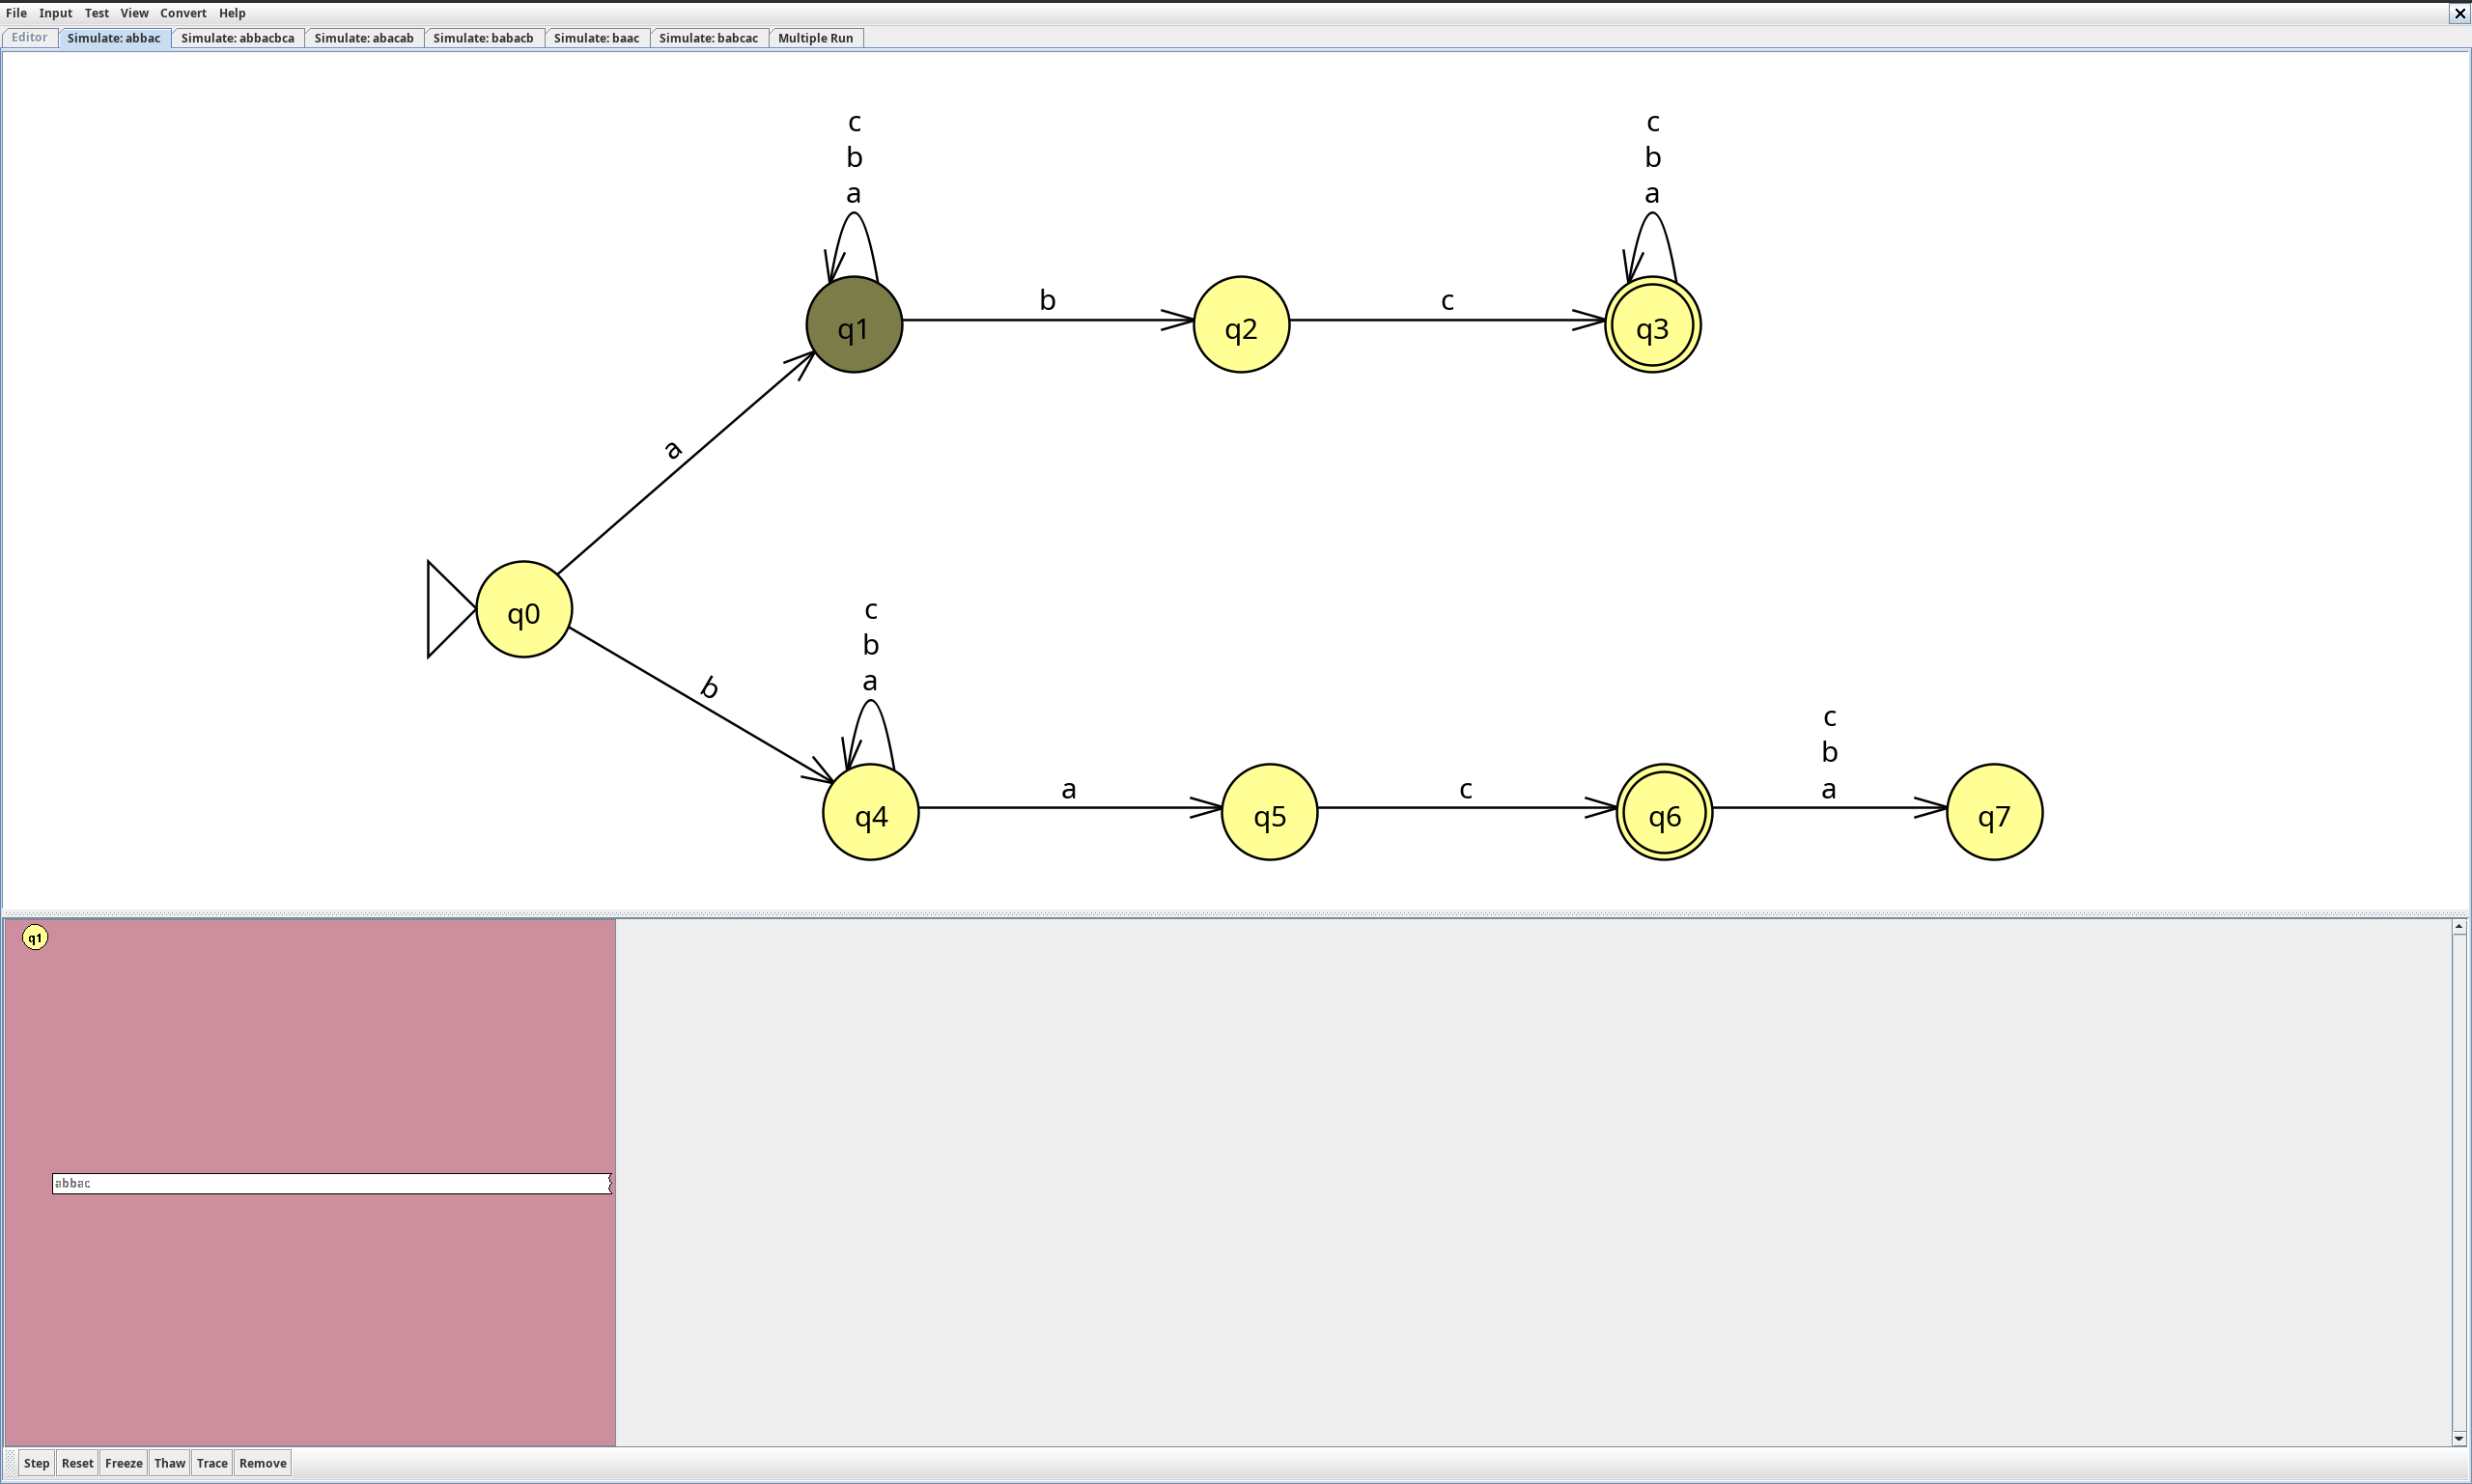 File Input Test View Convert Help
Editor Simulate: abbac Simulate: abbacbca Simulate: abacab Simulate: babacb Simulate: baac Simulate: babcac Multiple Run
c
b
a
c
b
a
q1
b
q2
c
q3
a
q0
b
c
b
a
q4
a
q5
c
q6
c
b
a
q7
q1
abbac
Step Reset Freeze Thaw Trace Remove